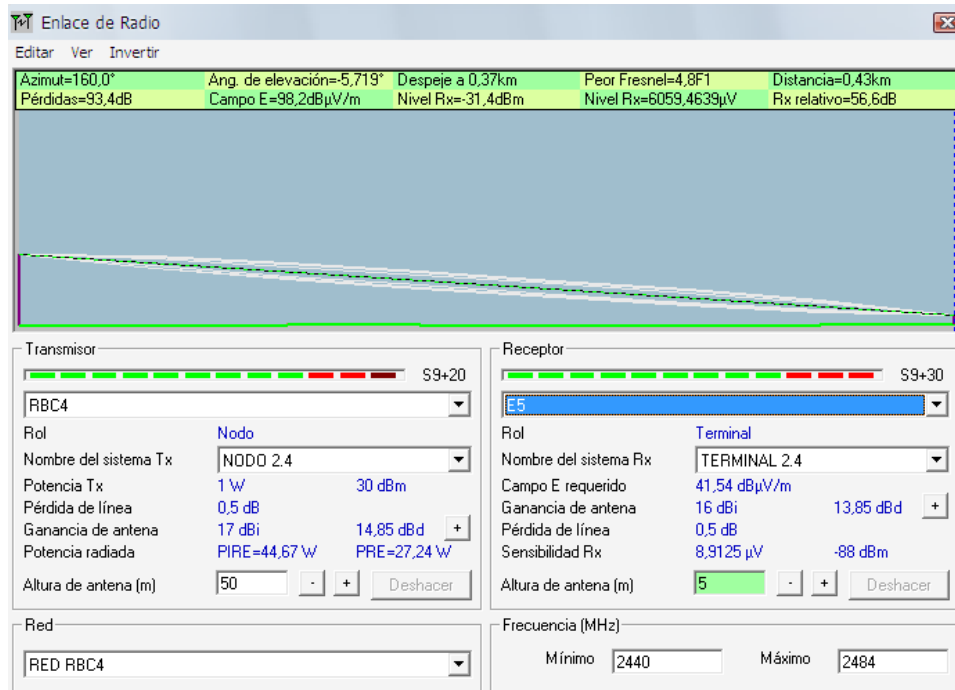 Enlace de Radio
Editar Ver Invertir
Azimut=160,0° Ang. de elevación=-5,719° Despeje a 0,37km Peor Fresnel=4,8F1 Distancia=0,43km
Pérdidas=93,4dB Campo E=98,2dBµV/m Nivel Rx=-31,4dBm Nivel Rx=6059,4639µV Rx relativo=56,6dB
Transmisor
S9+20
RBC4
Rol Nodo
Nombre del sistema Tx NODO 2.4
Potencia Tx 1 W 30 dBm
Pérdida de línea 0,5 dB
Ganancia de antena 17 dBi 14,85 dBd +
Potencia radiada PIRE=44,67 W PRE=27,24 W
Altura de antena (m) 50 - + Deshacer
Receptor
S9+30
E5
Rol Terminal
Nombre del sistema Rx TERMINAL 2.4
Campo E requerido 41,54 dBµV/m
Ganancia de antena 16 dBi 13,85 dBd +
Pérdida de línea 0,5 dB
Sensibilidad Rx 8,9125 µV -88 dBm
Altura de antena (m) 5 - + Deshacer
Red
RED RBC4
Frecuencia (MHz)
Mínimo 2440 Máximo 2484